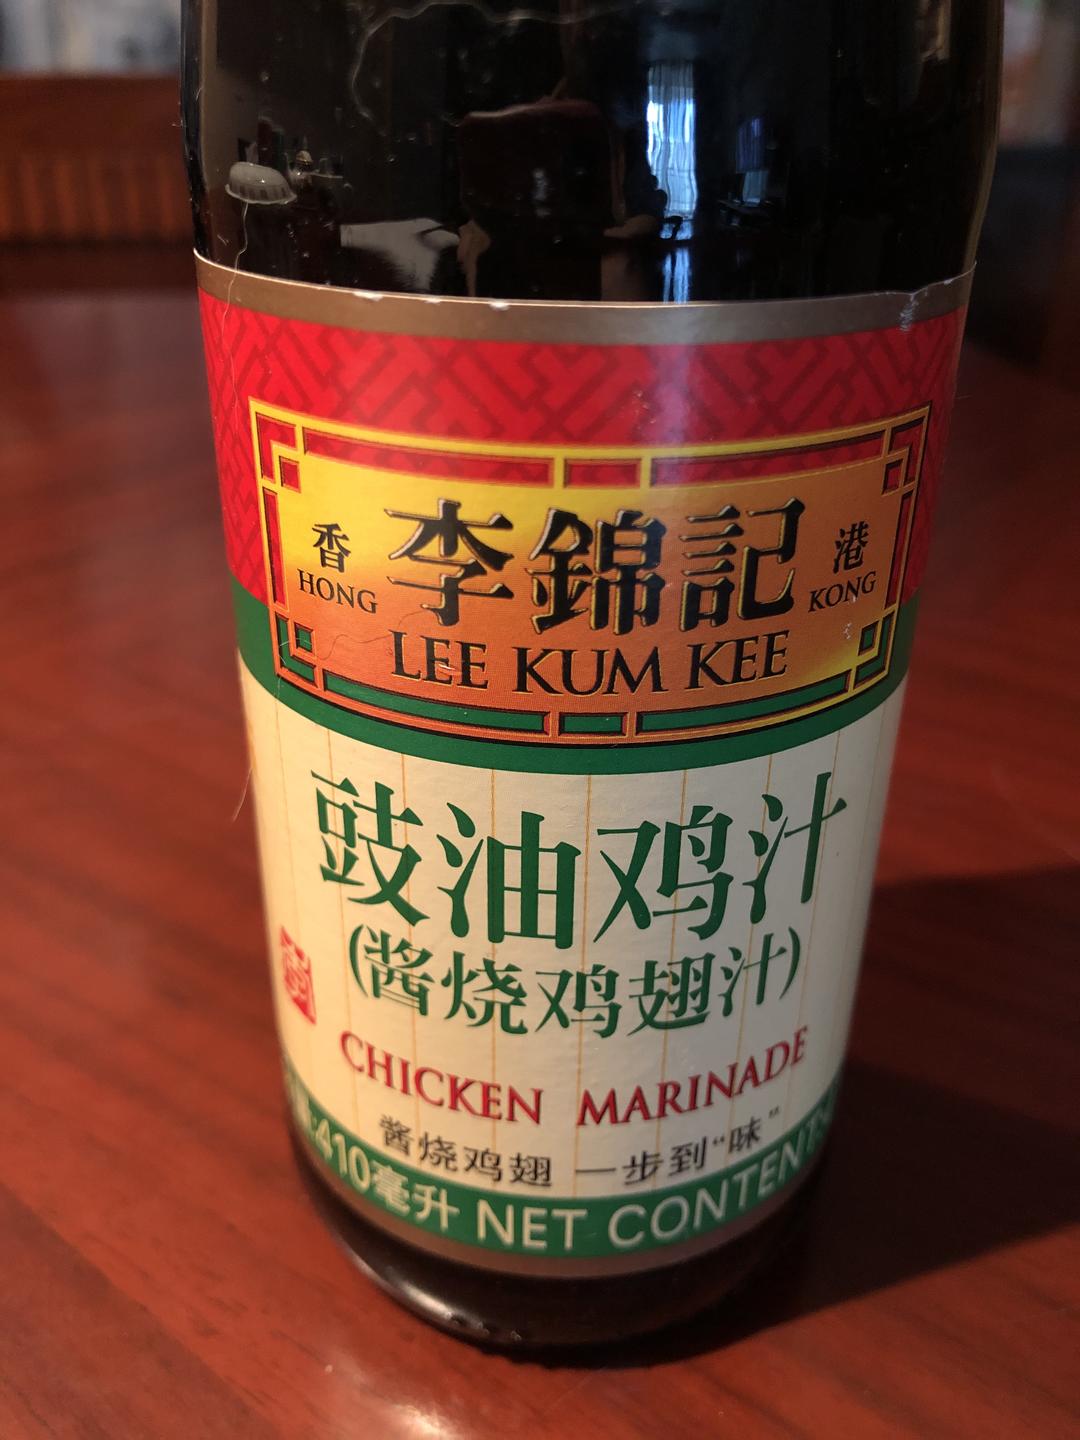 香 李錦記 港
HONG KONG
LEE KUM KEE
豉油鸡汁
(酱烧鸡翅汁)
CHICKEN MARINADE
酱烧鸡翅 一步到“味”
:410毫升 NET CONTENTS